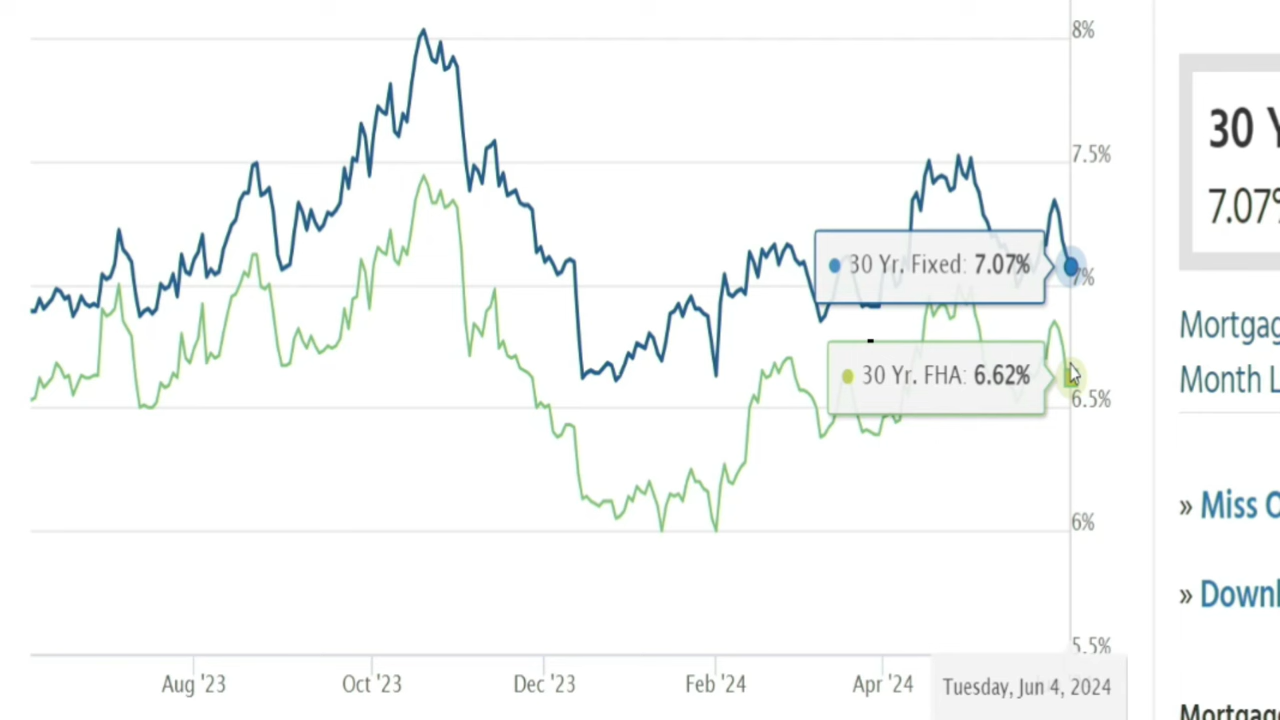 8%
7.5%
7%
6.5%
6%
5.5%
30 Yr. Fixed: 7.07%
30 Yr. FHA: 6.62%
Aug '23
Oct '23
Dec '23
Feb '24
Apr '24
Tuesday, Jun 4, 2024
30 Y
7.07%
Mortgag
Month L
» Miss
» Downl
Mortgag